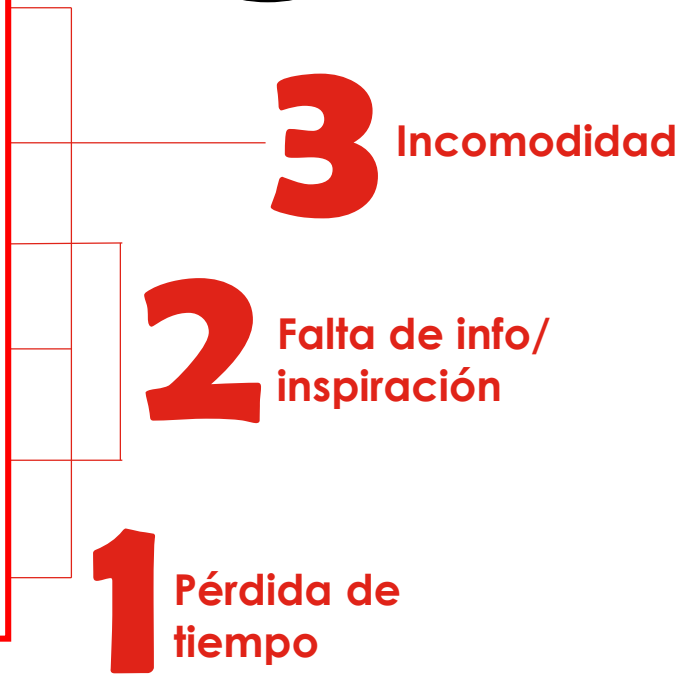 3 Incomodidad
2 Falta de info/
inspiración
1 Pérdida de
tiempo